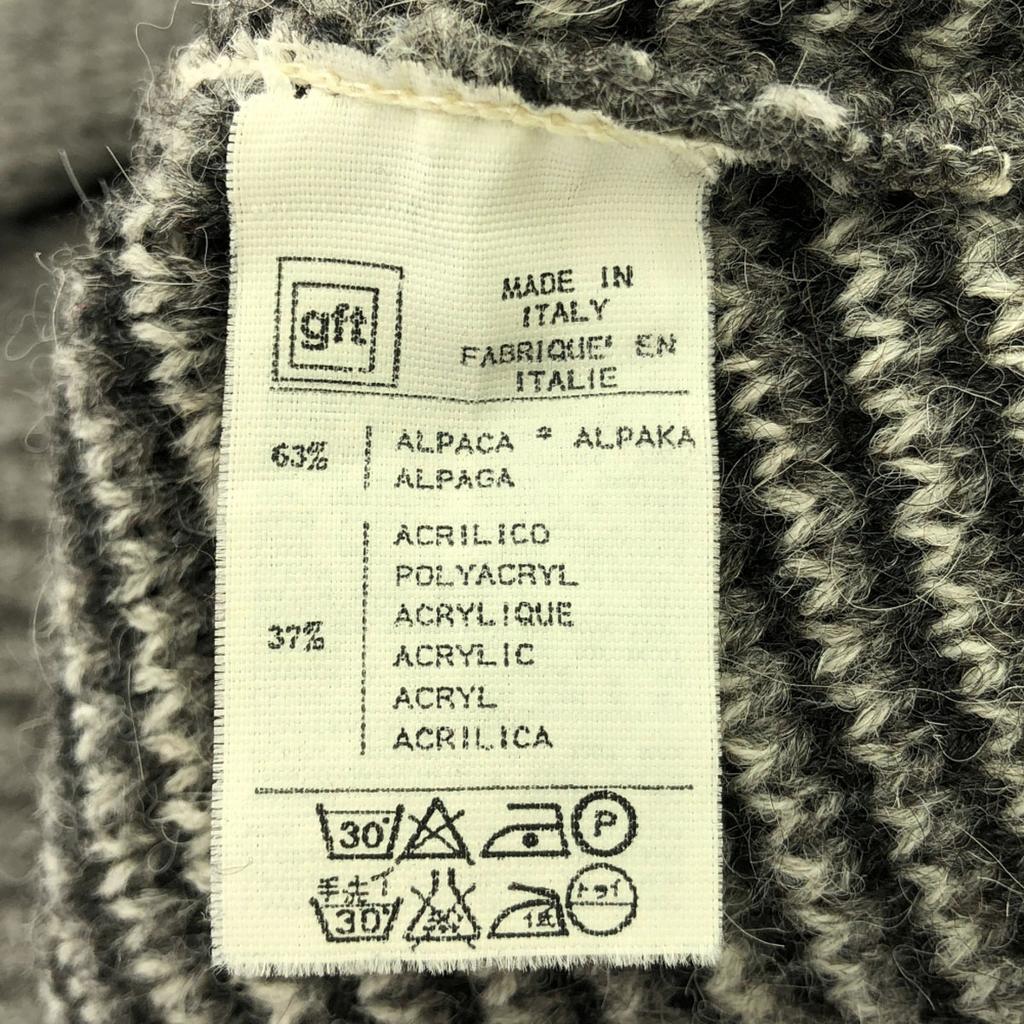 gft
MADE IN
ITALY
FABRIQUE' EN
ITALIE
63%
ALPACA * ALPAKA
ALPAGA
37%
ACRILICO
POLYACRYL
ACRYLIQUE
ACRYLIC
ACRYL
ACRILICA
30° P
手洗イ
30 低 ドライ